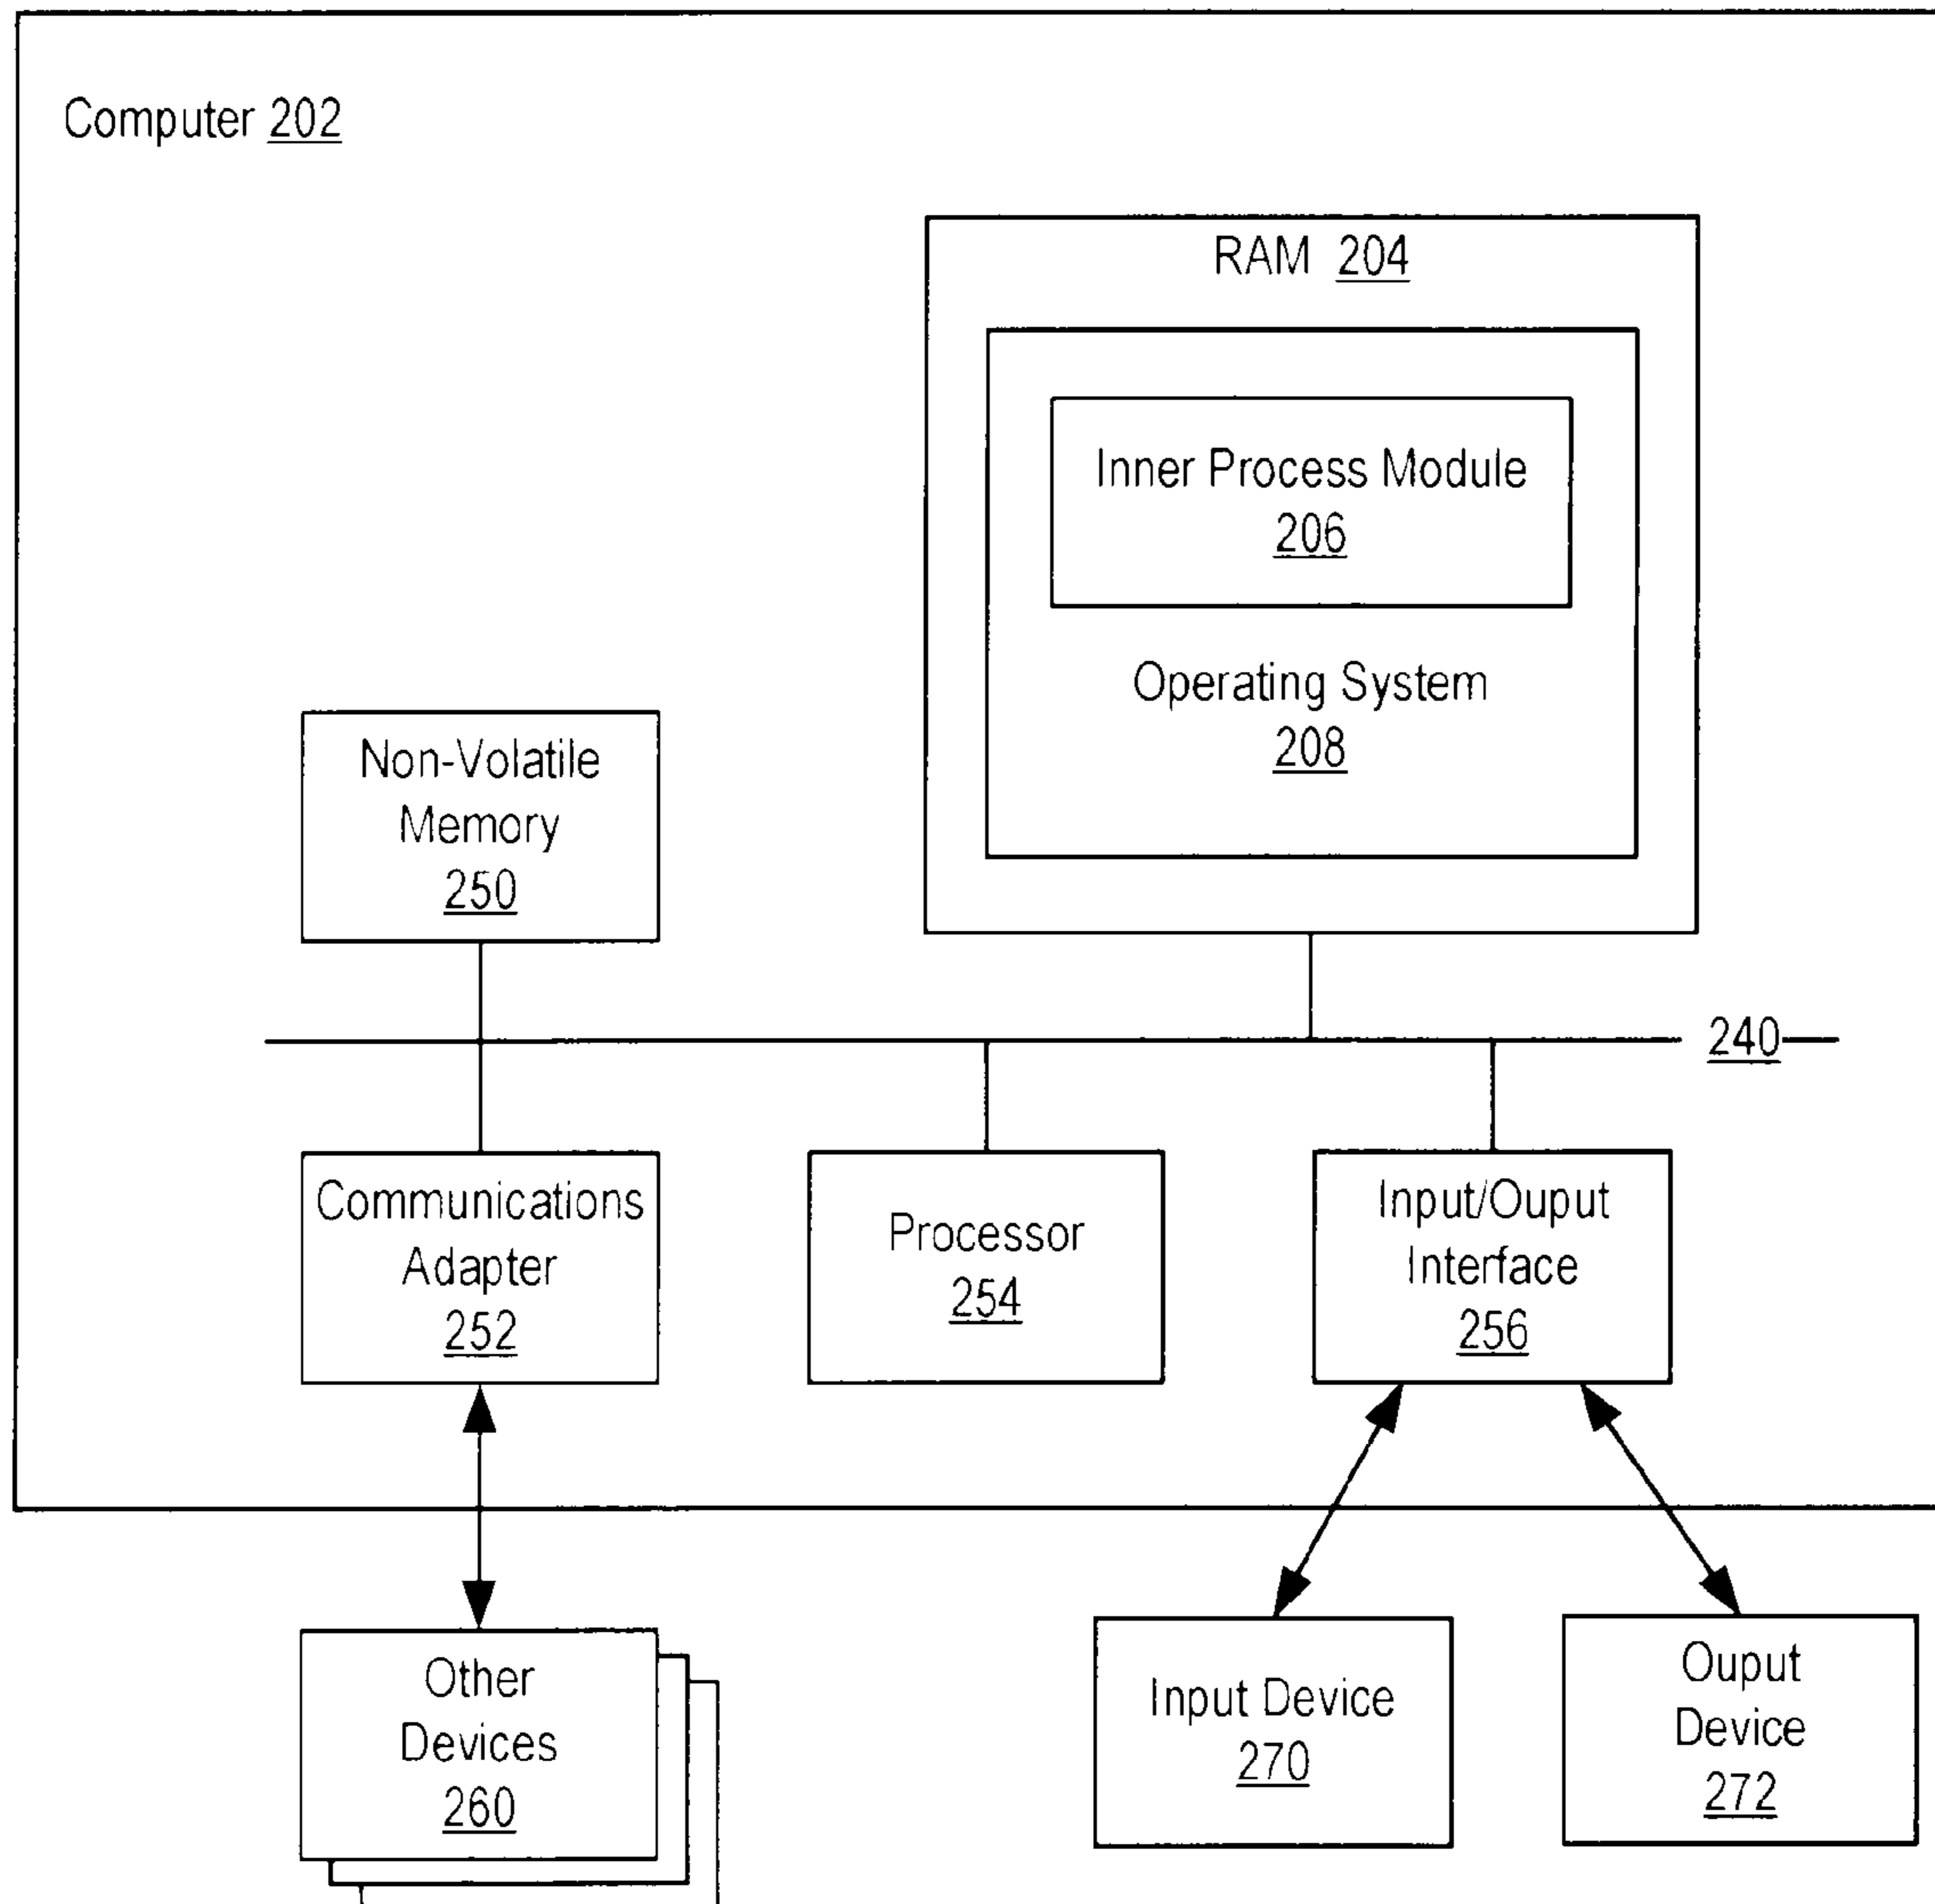 Computer 202
RAM 204
Inner Process Module
206
Operating System
208
Non-Volatile
Memory
250
240
Communications
Adapter
252
Processor
254
Input/Ouput
Interface
256
Other
Devices
260
Input Device
270
Ouput
Device
272